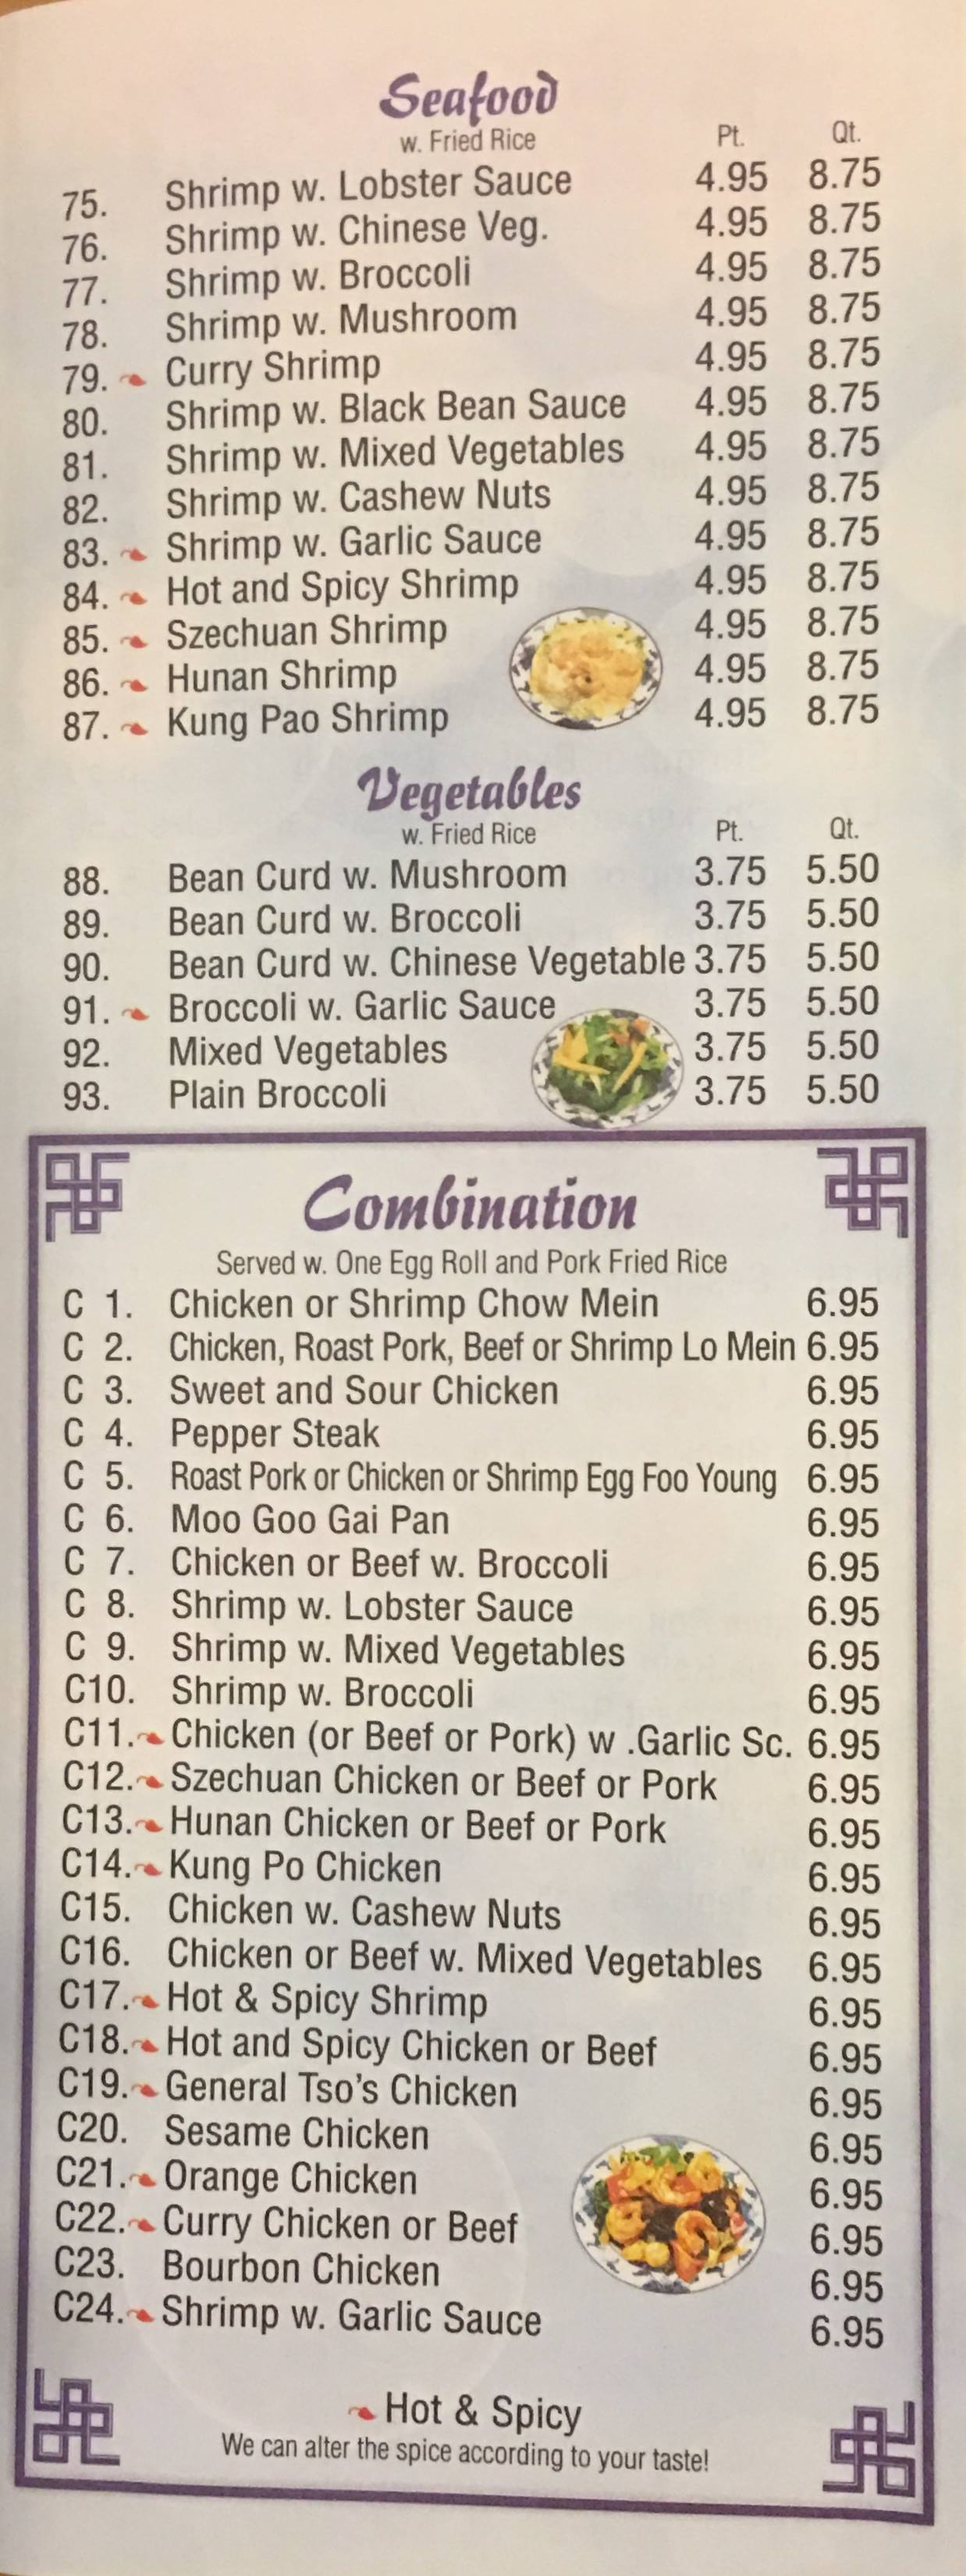 Seafood
w. Fried Rice Pt. Qt.
75. Shrimp w. Lobster Sauce 4.95 8.75
76. Shrimp w. Chinese Veg. 4.95 8.75
77. Shrimp w. Broccoli 4.95 8.75
78. Shrimp w. Mushroom 4.95 8.75
79. Curry Shrimp 4.95 8.75
80. Shrimp w. Black Bean Sauce 4.95 8.75
81. Shrimp w. Mixed Vegetables 4.95 8.75
82. Shrimp w. Cashew Nuts 4.95 8.75
83. Shrimp w. Garlic Sauce 4.95 8.75
84. Hot and Spicy Shrimp 4.95 8.75
85. Szechuan Shrimp 4.95 8.75
86. Hunan Shrimp 4.95 8.75
87. Kung Pao Shrimp 4.95 8.75
Vegetables
w. Fried Rice Pt. Qt.
88. Bean Curd w. Mushroom 3.75 5.50
89. Bean Curd w. Broccoli 3.75 5.50
90. Bean Curd w. Chinese Vegetable 3.75 5.50
91. Broccoli w. Garlic Sauce 3.75 5.50
92. Mixed Vegetables 3.75 5.50
93. Plain Broccoli 3.75 5.50
Combination
Served w. One Egg Roll and Pork Fried Rice
C 1. Chicken or Shrimp Chow Mein 6.95
C 2. Chicken, Roast Pork, Beef or Shrimp Lo Mein 6.95
C 3. Sweet and Sour Chicken 6.95
C 4. Pepper Steak 6.95
C 5. Roast Pork or Chicken or Shrimp Egg Foo Young 6.95
C 6. Moo Goo Gai Pan 6.95
C 7. Chicken or Beef w. Broccoli 6.95
C 8. Shrimp w. Lobster Sauce 6.95
C 9. Shrimp w. Mixed Vegetables 6.95
C10. Shrimp w. Broccoli 6.95
C11. Chicken (or Beef or Pork) w .Garlic Sc. 6.95
C12. Szechuan Chicken or Beef or Pork 6.95
C13. Hunan Chicken or Beef or Pork 6.95
C14. Kung Po Chicken 6.95
C15. Chicken w. Cashew Nuts 6.95
C16. Chicken or Beef w. Mixed Vegetables 6.95
C17. Hot & Spicy Shrimp 6.95
C18. Hot and Spicy Chicken or Beef 6.95
C19. General Tso's Chicken 6.95
C20. Sesame Chicken 6.95
C21. Orange Chicken 6.95
C22. Curry Chicken or Beef 6.95
C23. Bourbon Chicken 6.95
C24. Shrimp w. Garlic Sauce 6.95
Hot & Spicy
We can alter the spice according to your taste!